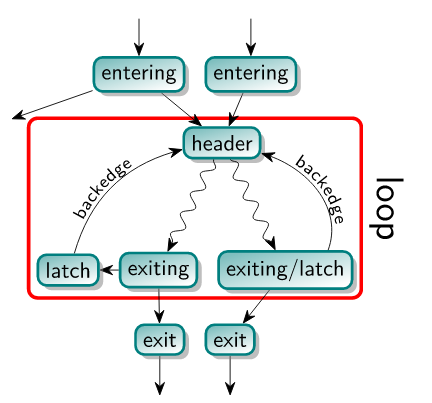 entering
entering
header
backedge
backedge
loop
latch
exiting
exiting/latch
exit
exit